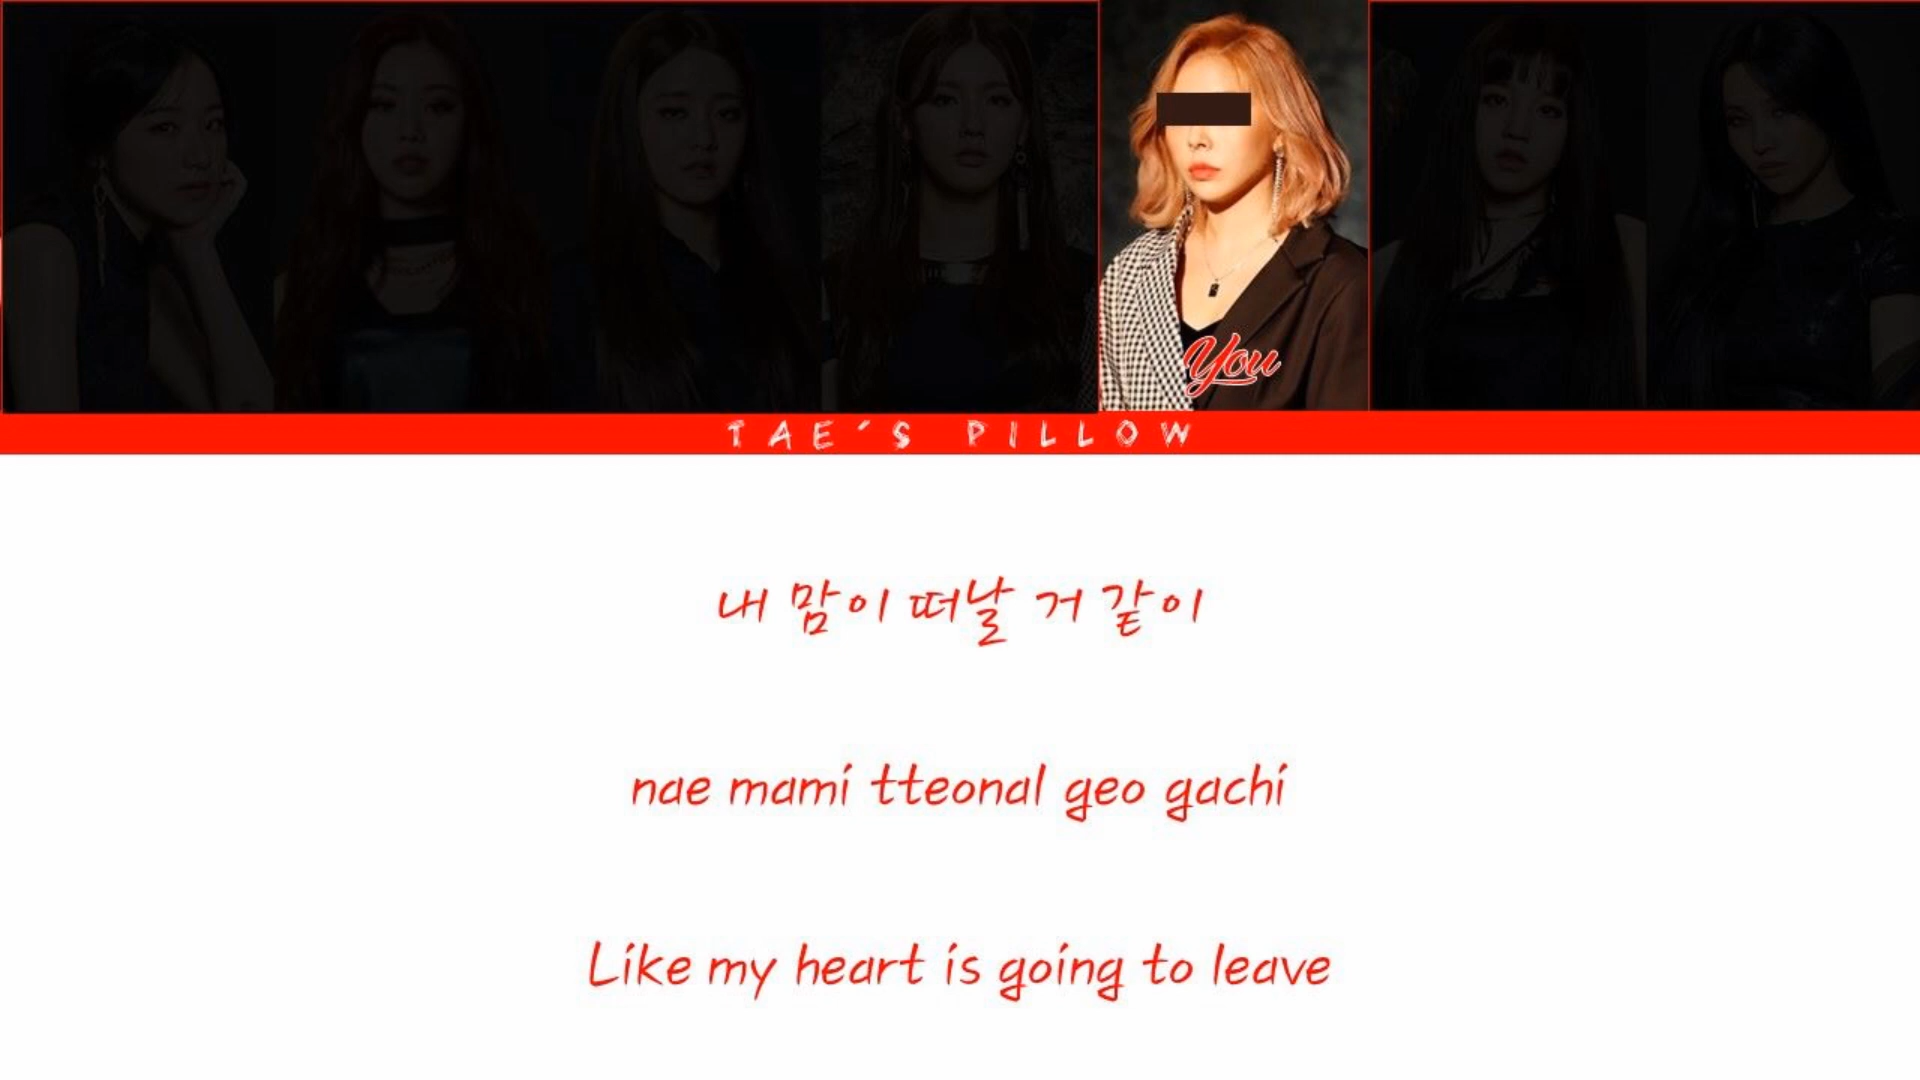 You
TAE'S PILLOW
내 맘이 떠날 거 같이
nae mami tteonal geo gachi
Like my heart is going to leave